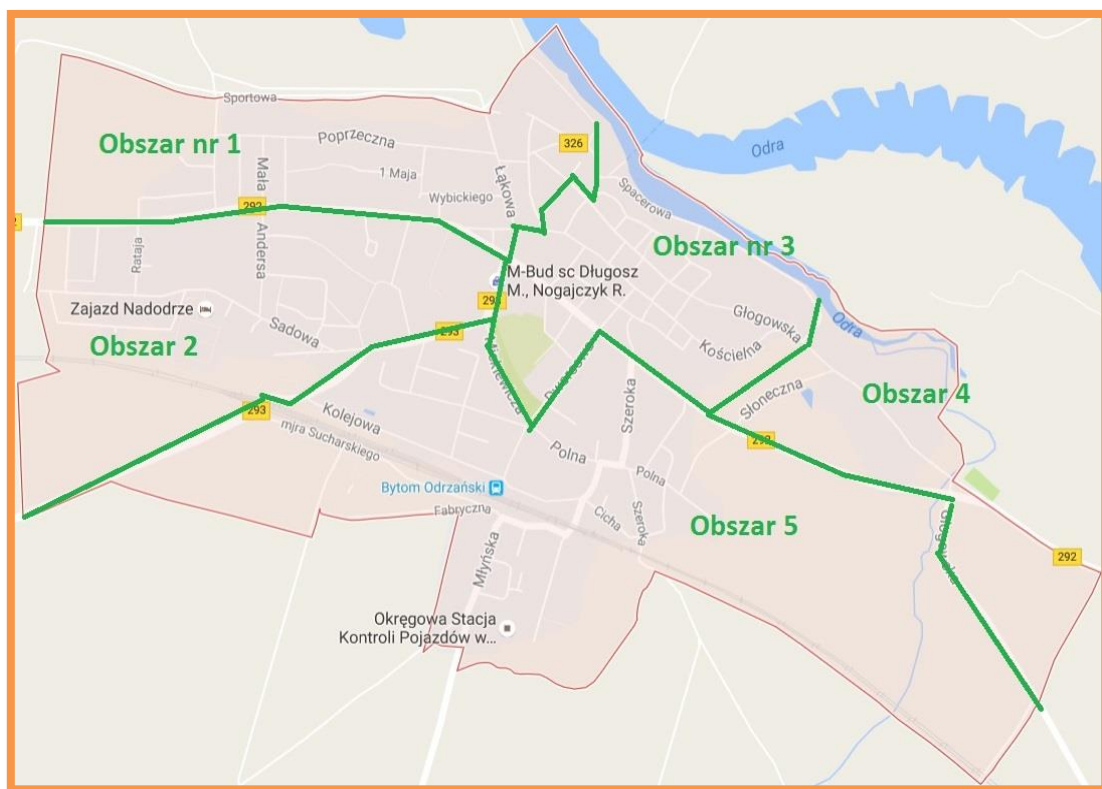 Sportowa
Obszar nr 1
Poprzeczna
326
Odra
Mała
1 Maja
Łąkowa
Wybickiego
Spacerowa
292
Andersa
Rataja
Obszar nr 3
M-Bud sc Długosz
M., Nogajczyk R.
293
Zajazd Nadodrze
Sadowa
293
Głogowska
Odra
Obszar 2
Mickiewicza
Kościelna
Słoneczna
Obszar 4
Szeroka
293
Kolejowa
mjra Sucharskiego
292
Polna
Polna
Bytom Odrzański
Fabryczna
Cicha
Szeroka
Obszar 5
Młyńska
292
Okręgowa Stacja
Kontroli Pojazdów w...